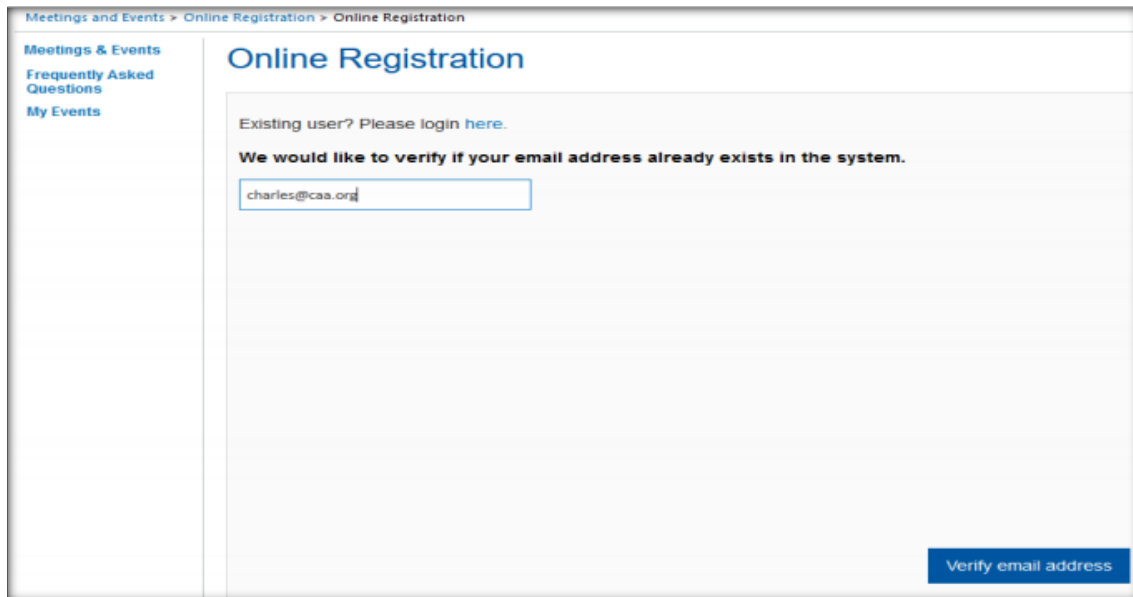 Meetings and Events > Online Registration > Online Registration
Meetings & Events
Frequently Asked
Questions
My Events
Online Registration
Existing user? Please login here.
We would like to verify if your email address already exists in the system.
charles@caa.org
Verify email address